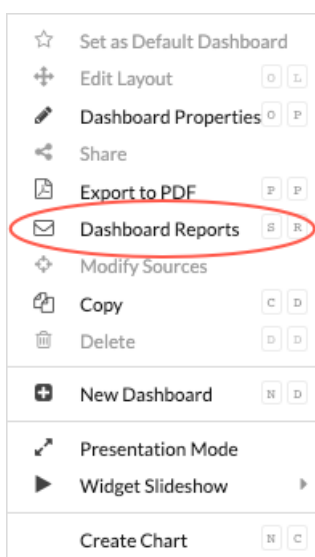 Set as Default Dashboard
Edit Layout O L
Dashboard Properties O P
Share
Export to PDF P P
Dashboard Reports S R
Modify Sources
Copy C D
Delete D D
New Dashboard N D
Presentation Mode
Widget Slideshow
Create Chart N C